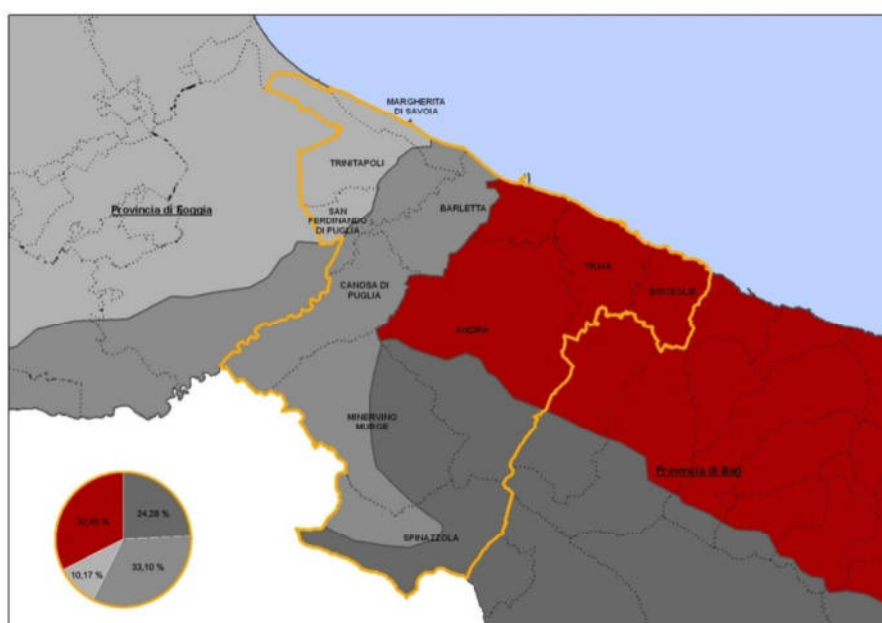 MARGHERITA
DI SAVOIA
TRINITAPOLI
Provincia di Foggia
SAN
FERDINANDO
DI PUGLIA
BARLETTA
CANOSA DI
PUGLIA
TRANI
BISCEGLIE
ANDRIA
MINERVINO
MURGE
Provincia di Bari
SPINAZZOLA
24,28 %
33,10 %
10,17 %